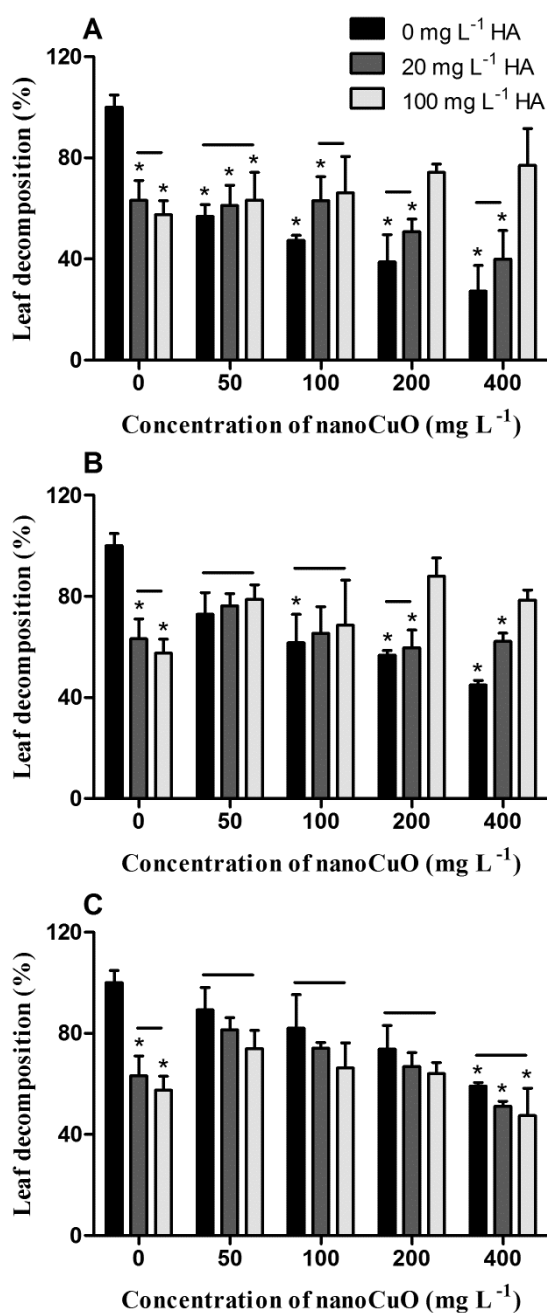 A
0 mg L⁻¹ HA
20 mg L⁻¹ HA
100 mg L⁻¹ HA
Leaf decomposition (%)
120
80
40
0
* * * * * * * * * *
0 50 100 200 400
Concentration of nanoCuO (mg L⁻¹)
B
Leaf decomposition (%)
120
80
40
0
* * * * * * *
0 50 100 200 400
Concentration of nanoCuO (mg L⁻¹)
C
Leaf decomposition (%)
120
80
40
0
* * * * *
0 50 100 200 400
Concentration of nanoCuO (mg L⁻¹)